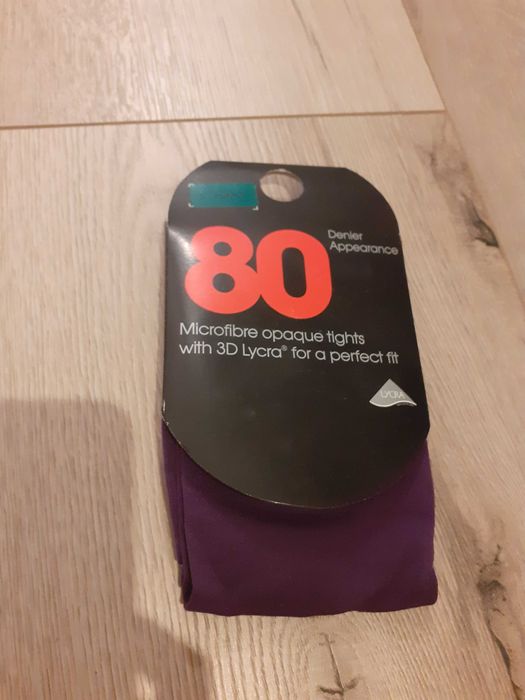 80
Denier
Appearance
Microfibre opaque tights
with 3D Lycra® for a perfect fit
LYCRA